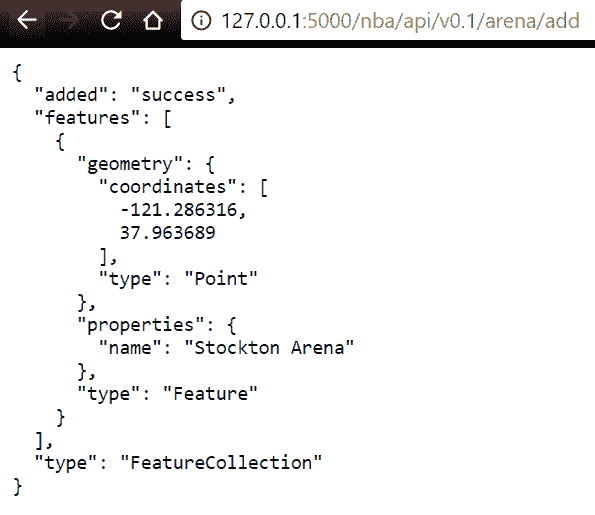 127.0.0.1:5000/nba/api/v0.1/arena/add
{
  "added": "success",
  "features": [
    {
      "geometry": {
        "coordinates": [
          -121.286316,
          37.963689
        ],
        "type": "Point"
      },
      "properties": {
        "name": "Stockton Arena"
      },
      "type": "Feature"
    }
  ],
  "type": "FeatureCollection"
}